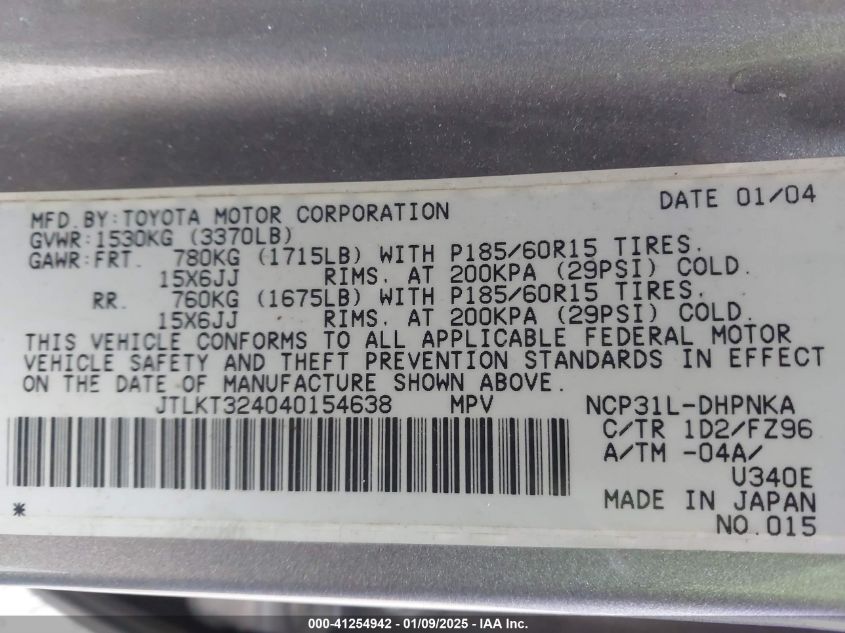 MFD.BY:TOYOTA MOTOR CORPORATION DATE 01/04
GVWR:1530KG (3370LB)
GAWR:FRT. 780KG (1715LB) WITH P185/60R15 TIRES.
15X6JJ RIMS. AT 200KPA (29PSI) COLD.
RR. 760KG (1675LB) WITH P185/60R15 TIRES.
15X6JJ RIMS. AT 200KPA (29PSI) COLD.
THIS VEHICLE CONFORMS TO ALL APPLICABLE FEDERAL MOTOR
VEHICLE SAFETY AND THEFT PREVENTION STANDARDS IN EFFECT
ON THE DATE OF MANUFACTURE SHOWN ABOVE.
JTLKT324040154638 MPV NCP31L-DHPNKA
C/TR 1D2/FZ96
A/TM -04A/
U340E
MADE IN JAPAN
* NO.015
000-41254942 - 01/09/2025 - IAA Inc.